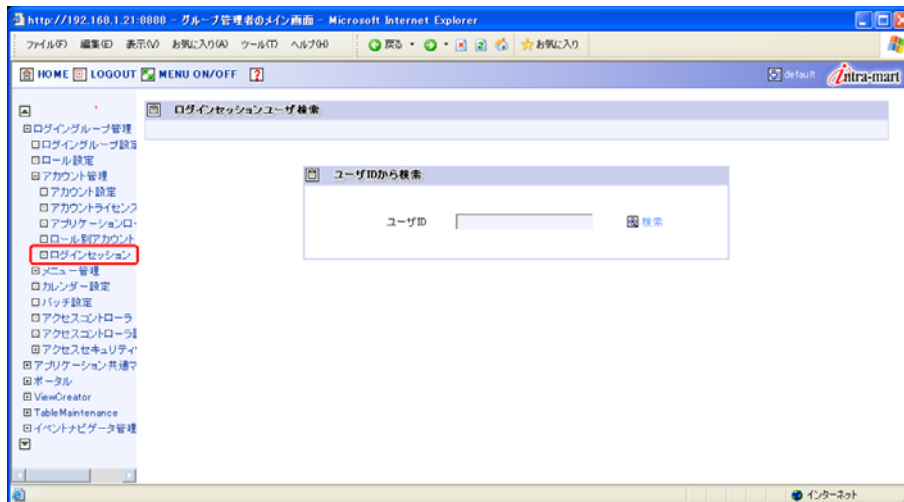 http://192.168.1.21:8888 - グループ管理者のメイン画面 - Microsoft Internet Explorer
ファイル(F) 編集(E) 表示(V) お気に入り(A) ツール(T) ヘルプ(H) 戻る お気に入り
HOME LOGOUT MENU ON/OFF ? default intra-mart
ログインセッションユーザ検索
ログイングループ管理
ログイングループ設定
ロール設定
アカウント管理
アカウント設定
アカウントライセンス
アプリケーションロ
ロール別アカウント
ログインセッション
メニュー管理
カレンダー設定
バッチ設定
アクセスコントローラ
アクセスコントローラ
アクセスセキュリティ
アプリケーション共通マ
ポータル
ViewCreator
TableMaintenance
イベントナビゲータ管理
ユーザIDから検索
ユーザID 検索
インターネット